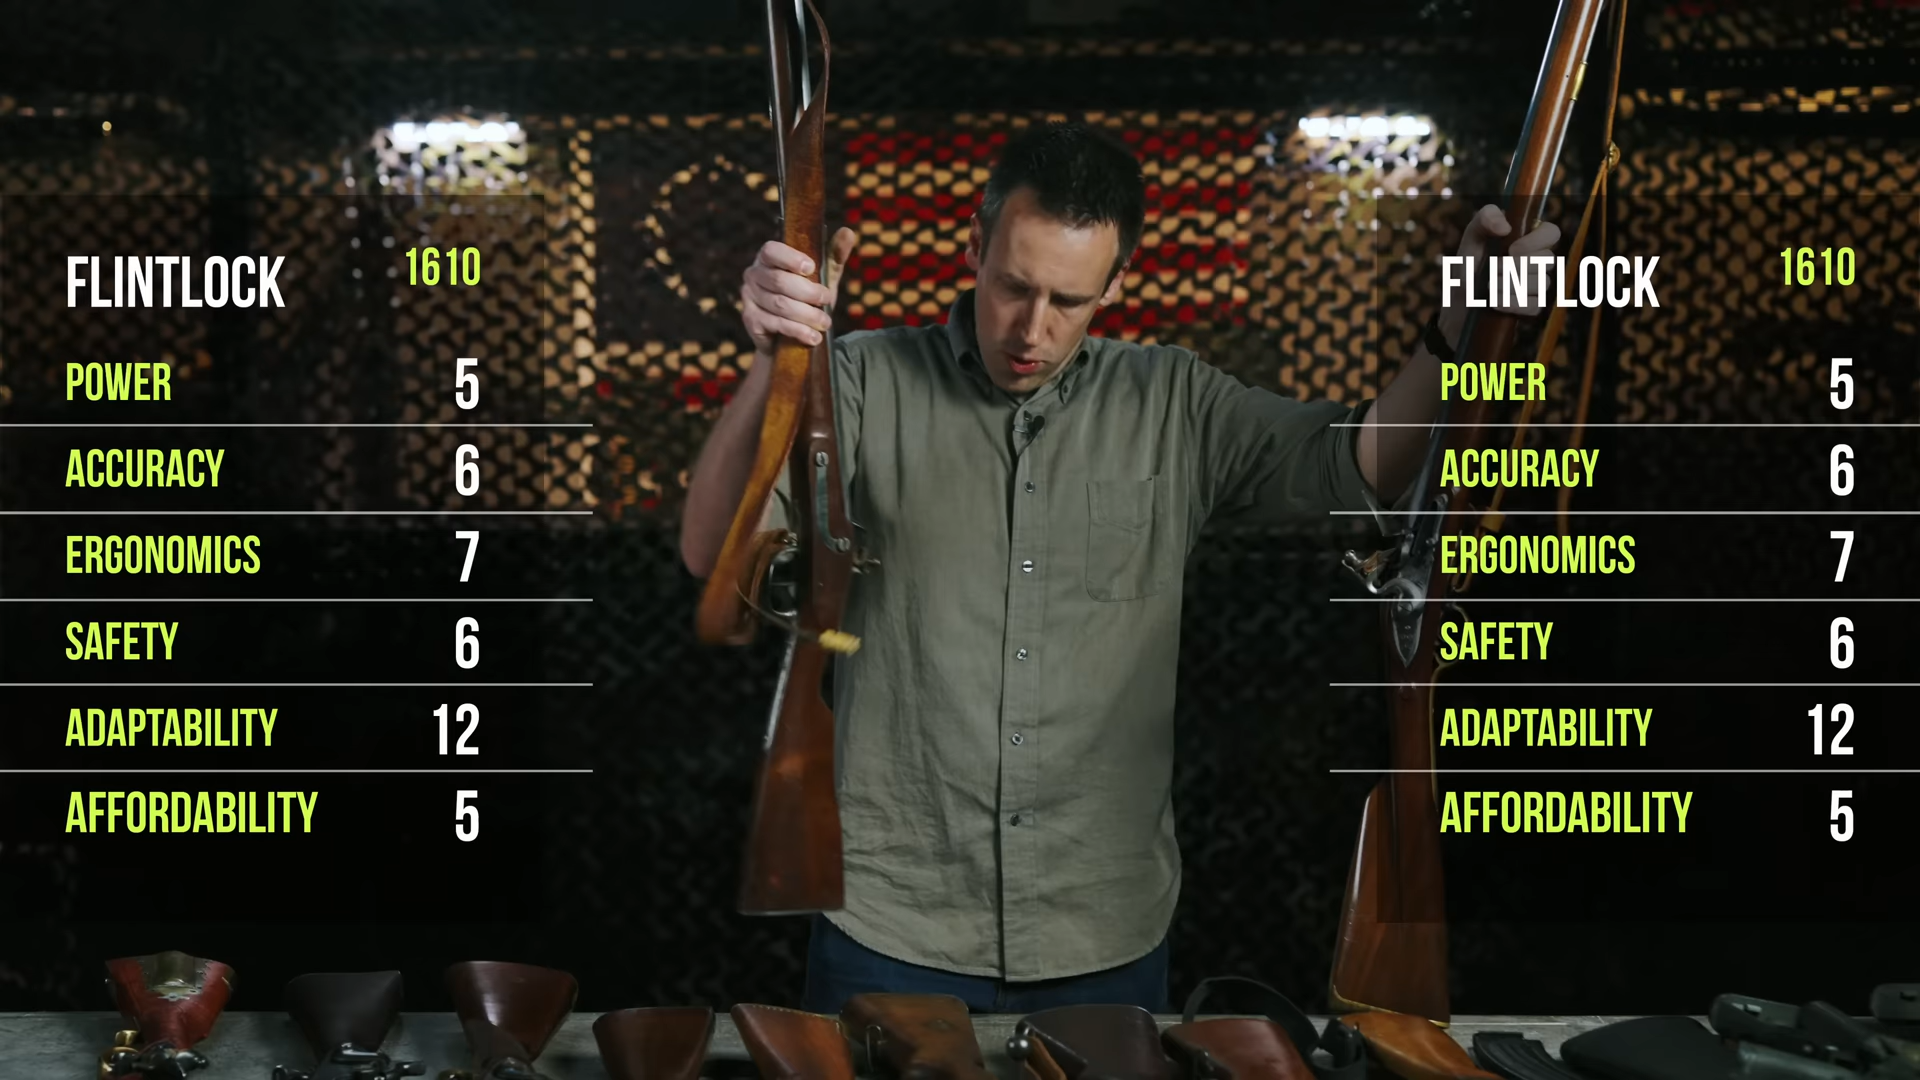 FLINTLOCK 1610
POWER 5
ACCURACY 6
ERGONOMICS 7
SAFETY 6
ADAPTABILITY 12
AFFORDABILITY 5
FLINTLOCK 1610
POWER 5
ACCURACY 6
ERGONOMICS 7
SAFETY 6
ADAPTABILITY 12
AFFORDABILITY 5